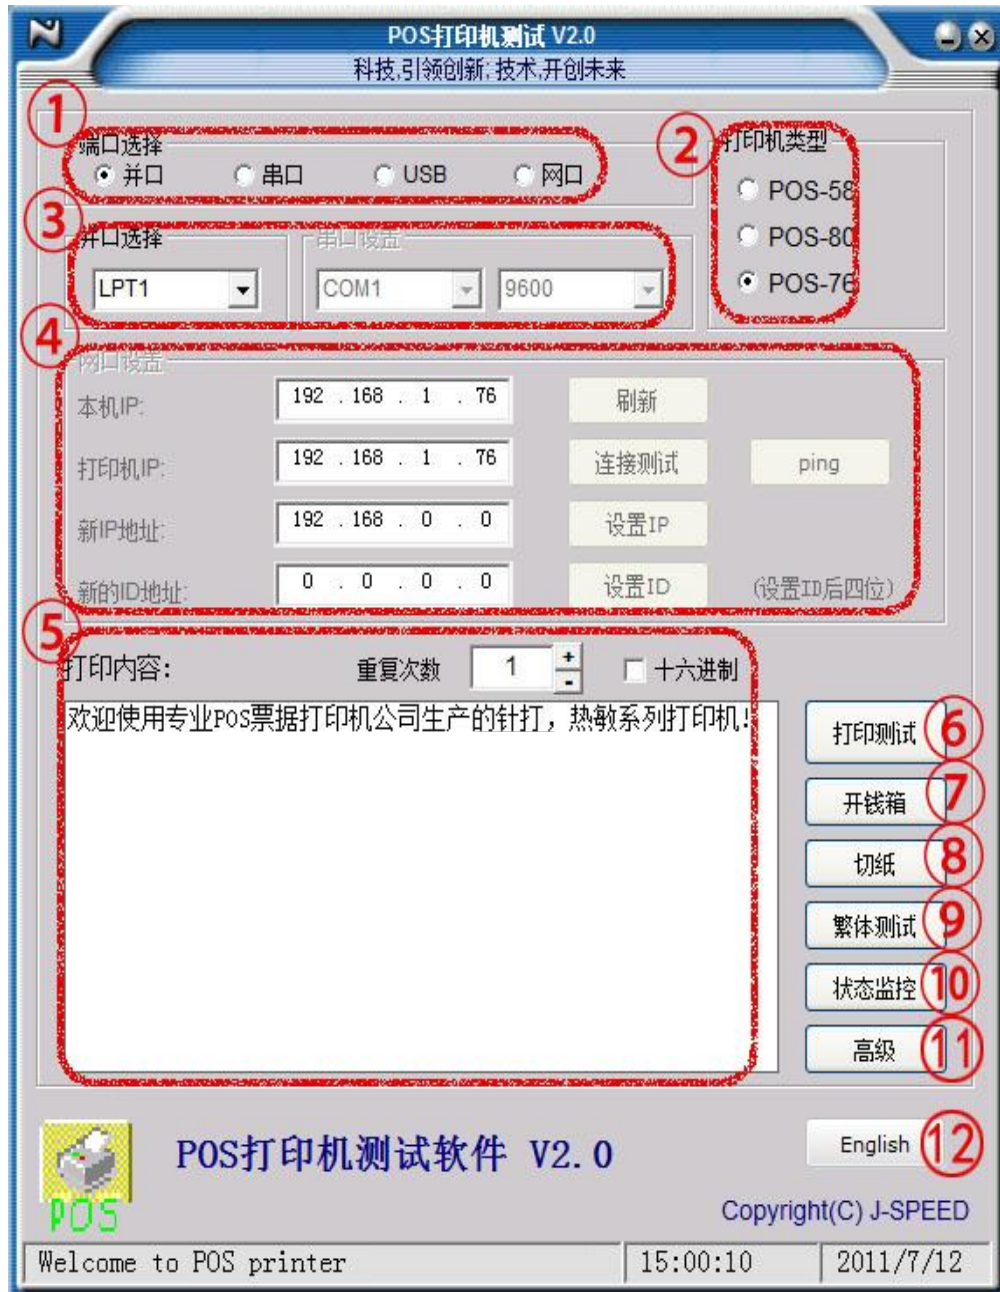 POS打印机测试 V2.0
科技,引领创新;技术,开创未来
①
端口选择
并口 串口 USB 网口
②
打印机类型
POS-58
POS-80
POS-76
③
并口选择 串口设置
LPT1 COM1 9600
④
网口设置
本机IP: 192 . 168 . 1 . 76 刷新
打印机IP: 192 . 168 . 1 . 76 连接测试 ping
新IP地址: 192 . 168 . 0 . 0 设置IP
新的ID地址: 0 . 0 . 0 . 0 设置ID (设置ID后四位)
⑤
打印内容: 重复次数 1 + - 十六进制
欢迎使用专业POS票据打印机公司生产的针打，热敏系列打印机!
打印测试 ⑥
开钱箱 ⑦
切纸 ⑧
繁体测试 ⑨
状态监控 ⑩
高级 ⑪
POS
POS打印机测试软件 V2.0
English ⑫
Copyright(C) J-SPEED
Welcome to POS printer 15:00:10 2011/7/12